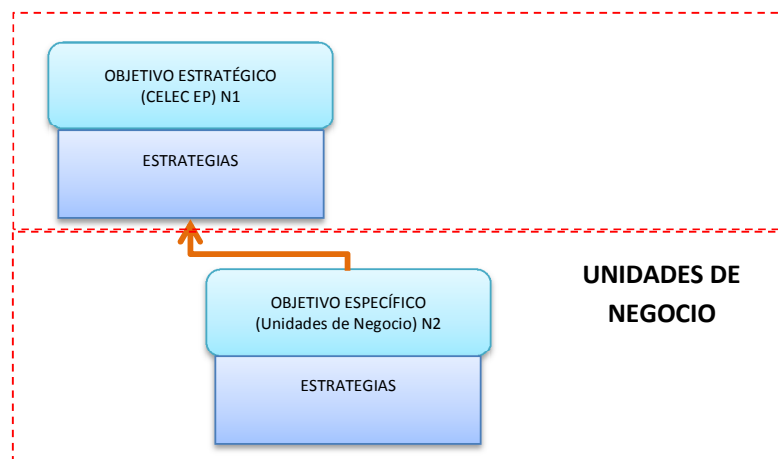 OBJETIVO ESTRATÉGICO
(CELEC EP) N1
ESTRATEGIAS
OBJETIVO ESPECÍFICO
(Unidades de Negocio) N2
ESTRATEGIAS
UNIDADES DE
NEGOCIO